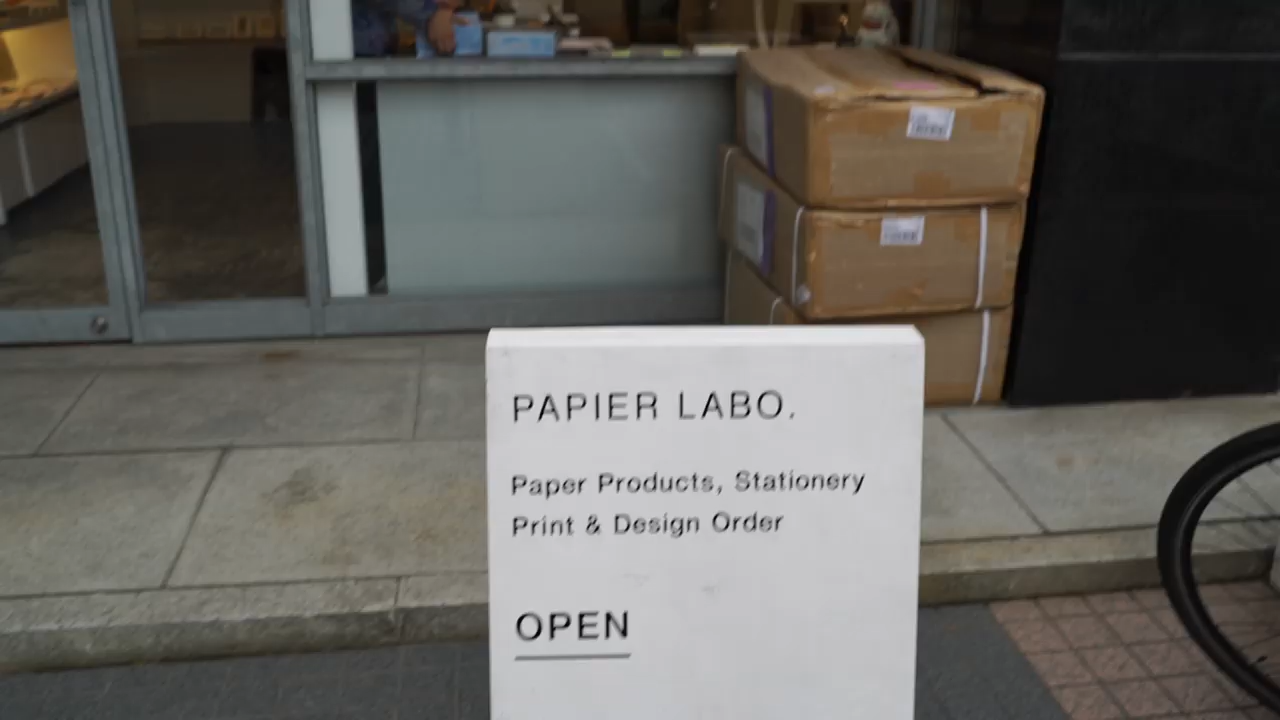 PAPIER LABO.
Paper Products, Stationery
Print & Design Order
OPEN